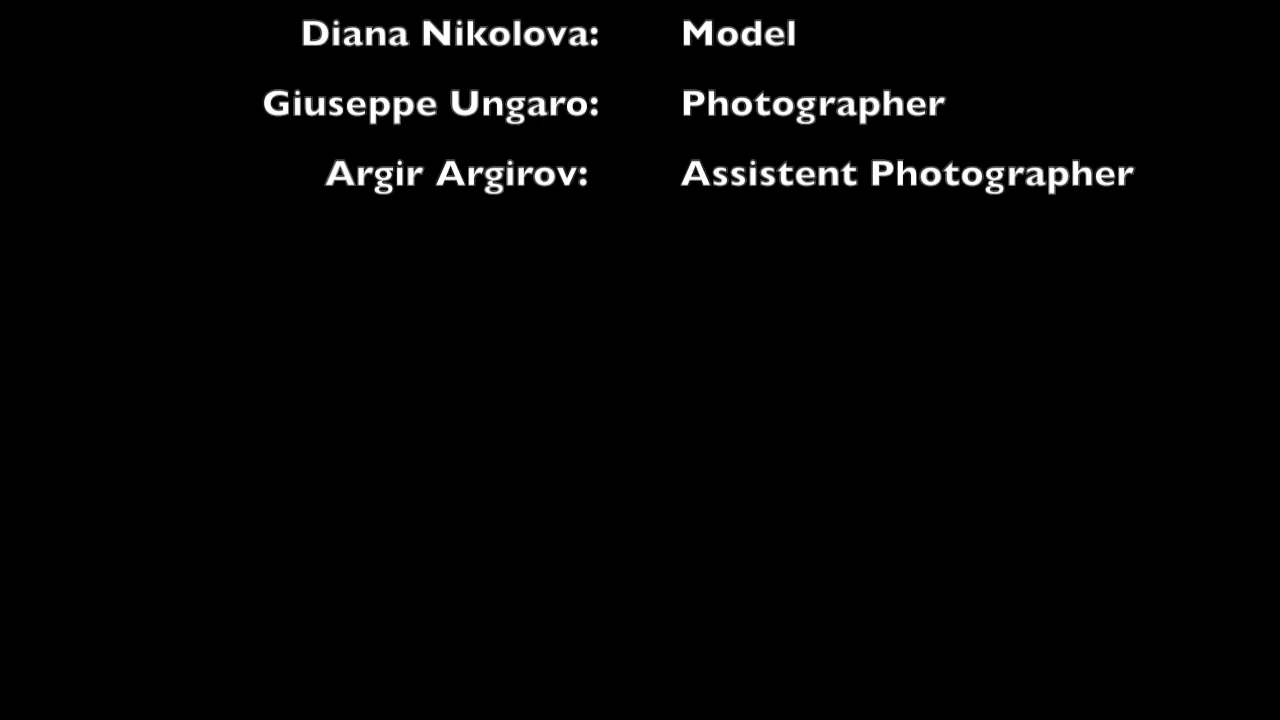 Diana Nikolova: Model
Giuseppe Ungaro: Photographer
Argir Argirov: Assistent Photographer